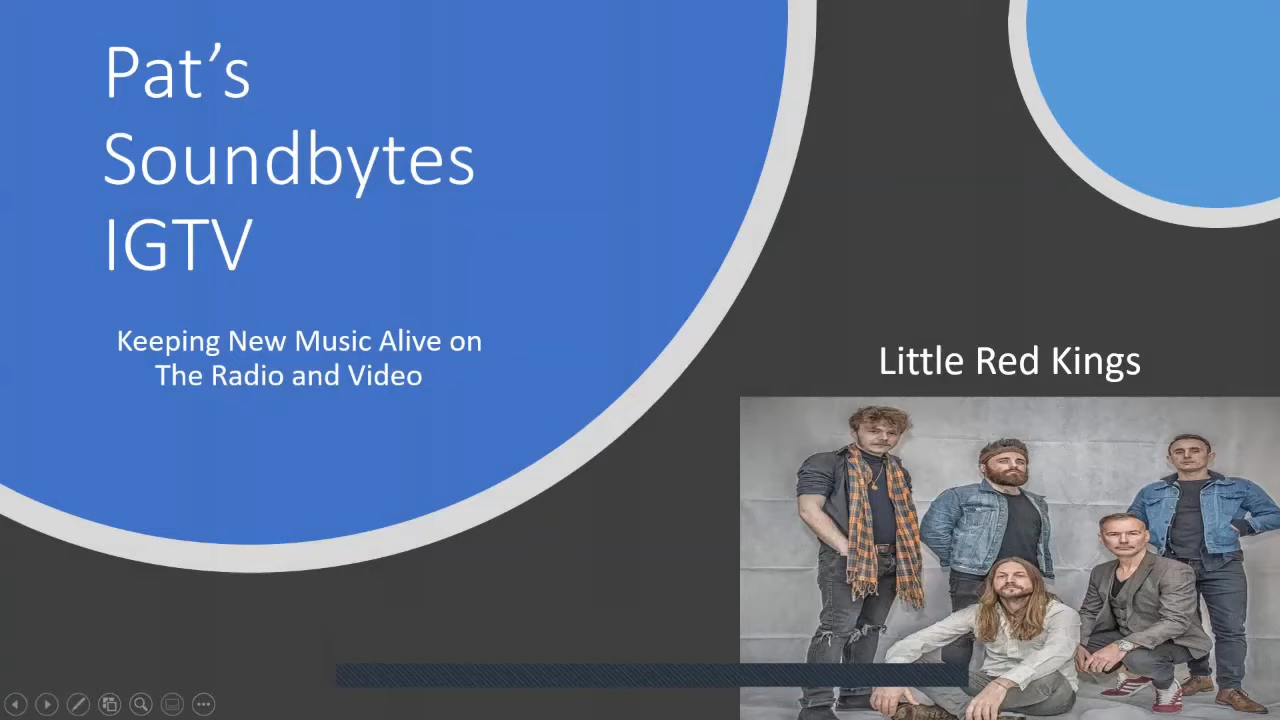 Pat’s
Soundbytes
IGTV
Keeping New Music Alive on
The Radio and Video
Little Red Kings